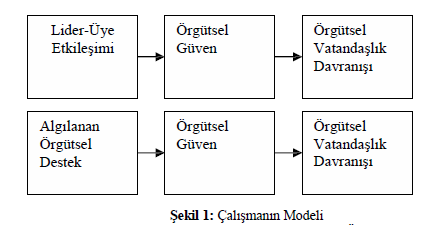 Lider-Üye
Etkileşimi
Örgütsel
Güven
Örgütsel
Vatandaşlık
Davranışı
Algılanan
Örgütsel
Destek
Örgütsel
Güven
Örgütsel
Vatandaşlık
Davranışı
Şekil 1: Çalışmanın Modeli